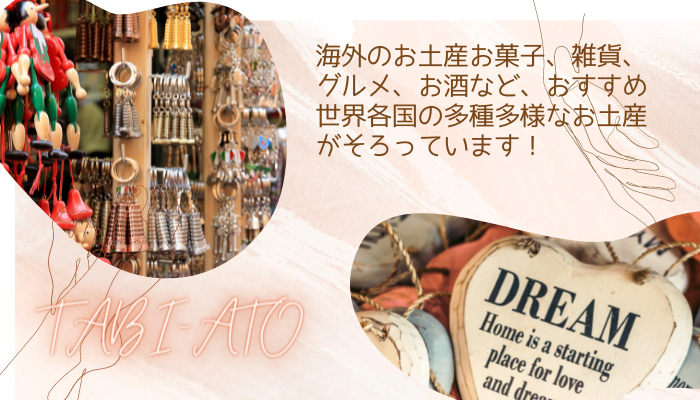 海外のお土産お菓子、雑貨、
グルメ、お酒など、おすすめ
世界各国の多種多様なお土産
がそろっています！
TABI-ATO
DREAM
Home is a starting
place for love
and dreams